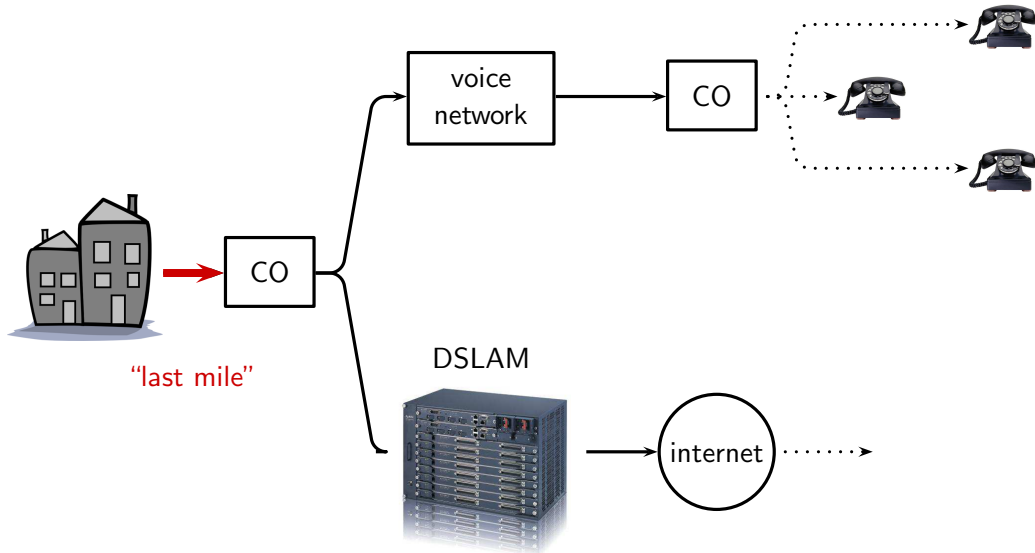 voice
network
CO
CO
“last mile”
DSLAM
internet